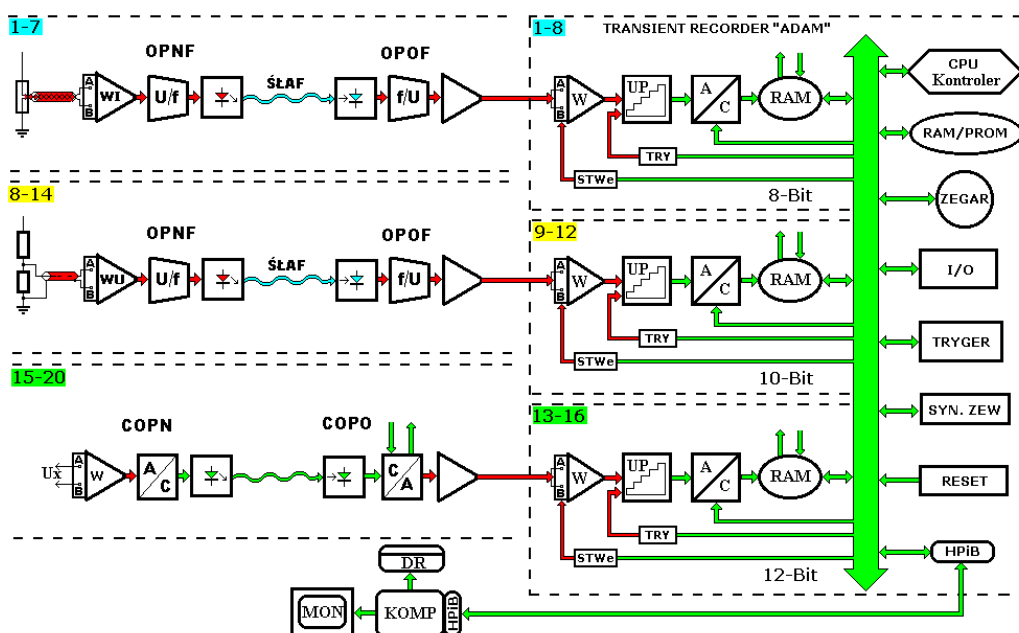 1-7
OPNF
OPOF
ŚŁAF
A
B
WI
U/f
f/U
1-8
TRANSIENT RECORDER "ADAM"
A
B
W
UP
A
C
RAM
TRY
STWe
8-Bit
CPU
Kontroler
RAM/PROM
ZEGAR
I/O
TRYGER
SYN. ZEW
RESET
HPiB
8-14
OPNF
OPOF
ŚŁAF
A
B
WU
U/f
f/U
9-12
A
B
W
UP
A
C
RAM
TRY
STWe
10-Bit
15-20
COPN
COPO
Ux
A
B
W
A
C
C
A
13-16
A
B
W
UP
A
C
RAM
TRY
STWe
12-Bit
DR
MON
KOMP
HPiB